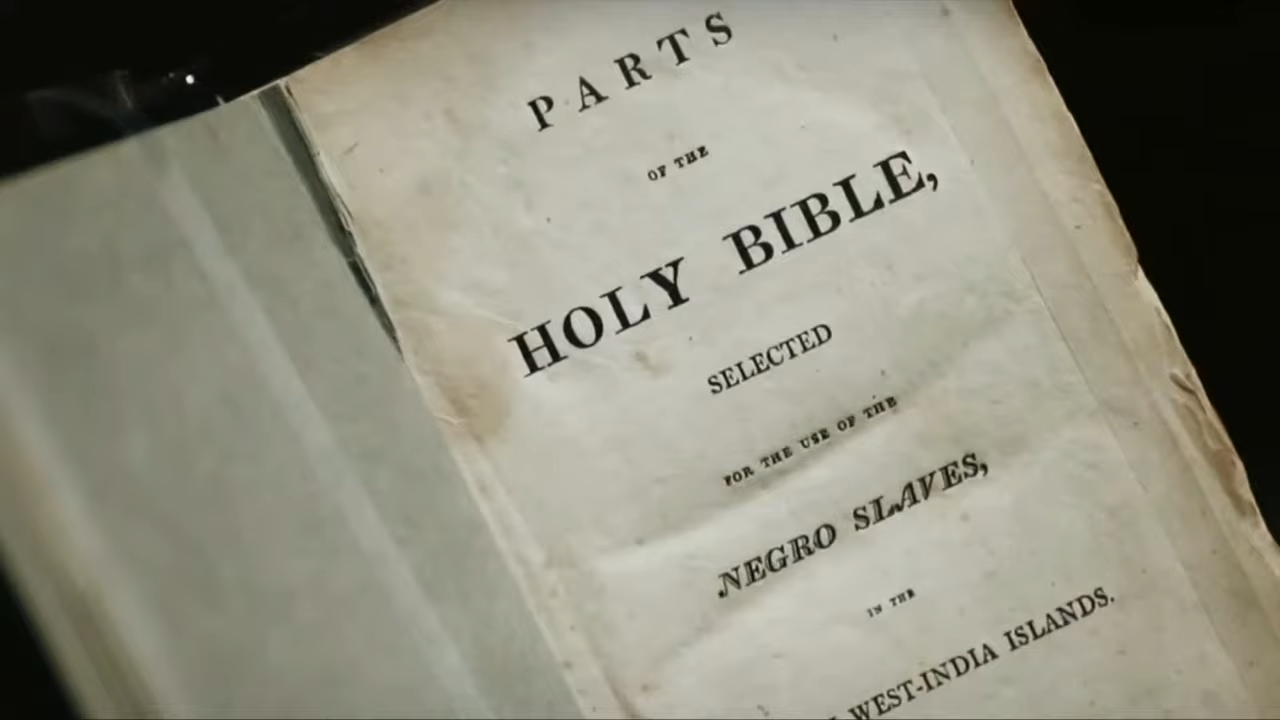 PARTS
OF THE
HOLY BIBLE,
SELECTED
FOR THE USE OF THE
NEGRO SLAVES,
IN THE
WEST-INDIA ISLANDS.